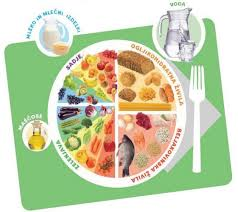 MLEKO IN MLEČNI IZDELKI
VODA
SADJE
OGLJIKOHIDRATNA ŽIVILA
MAŠČOBE
ZELENJAVA
BELJAKOVINSKA ŽIVILA